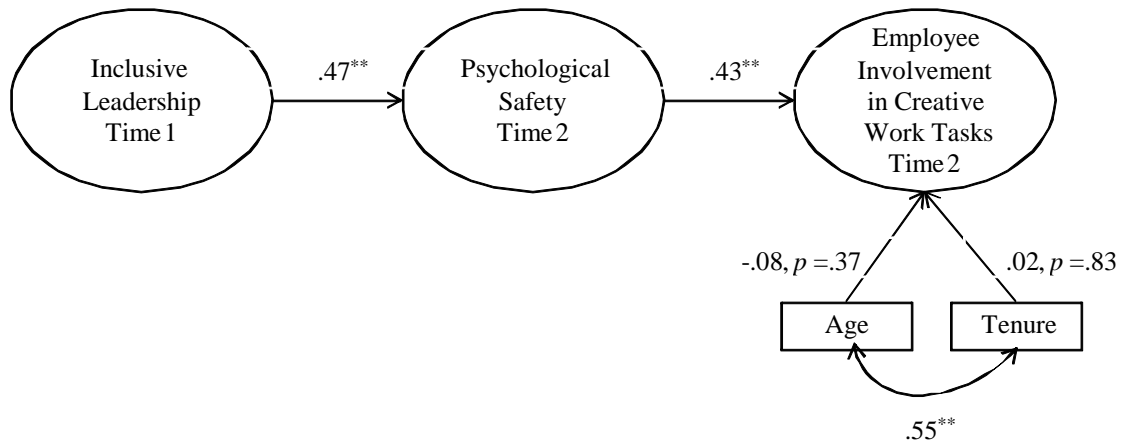 Inclusive
Leadership
Time 1
.47**
Psychological
Safety
Time 2
.43**
Employee
Involvement
in Creative
Work Tasks
Time 2
-.08, p =.37
.02, p =.83
Age
Tenure
.55**